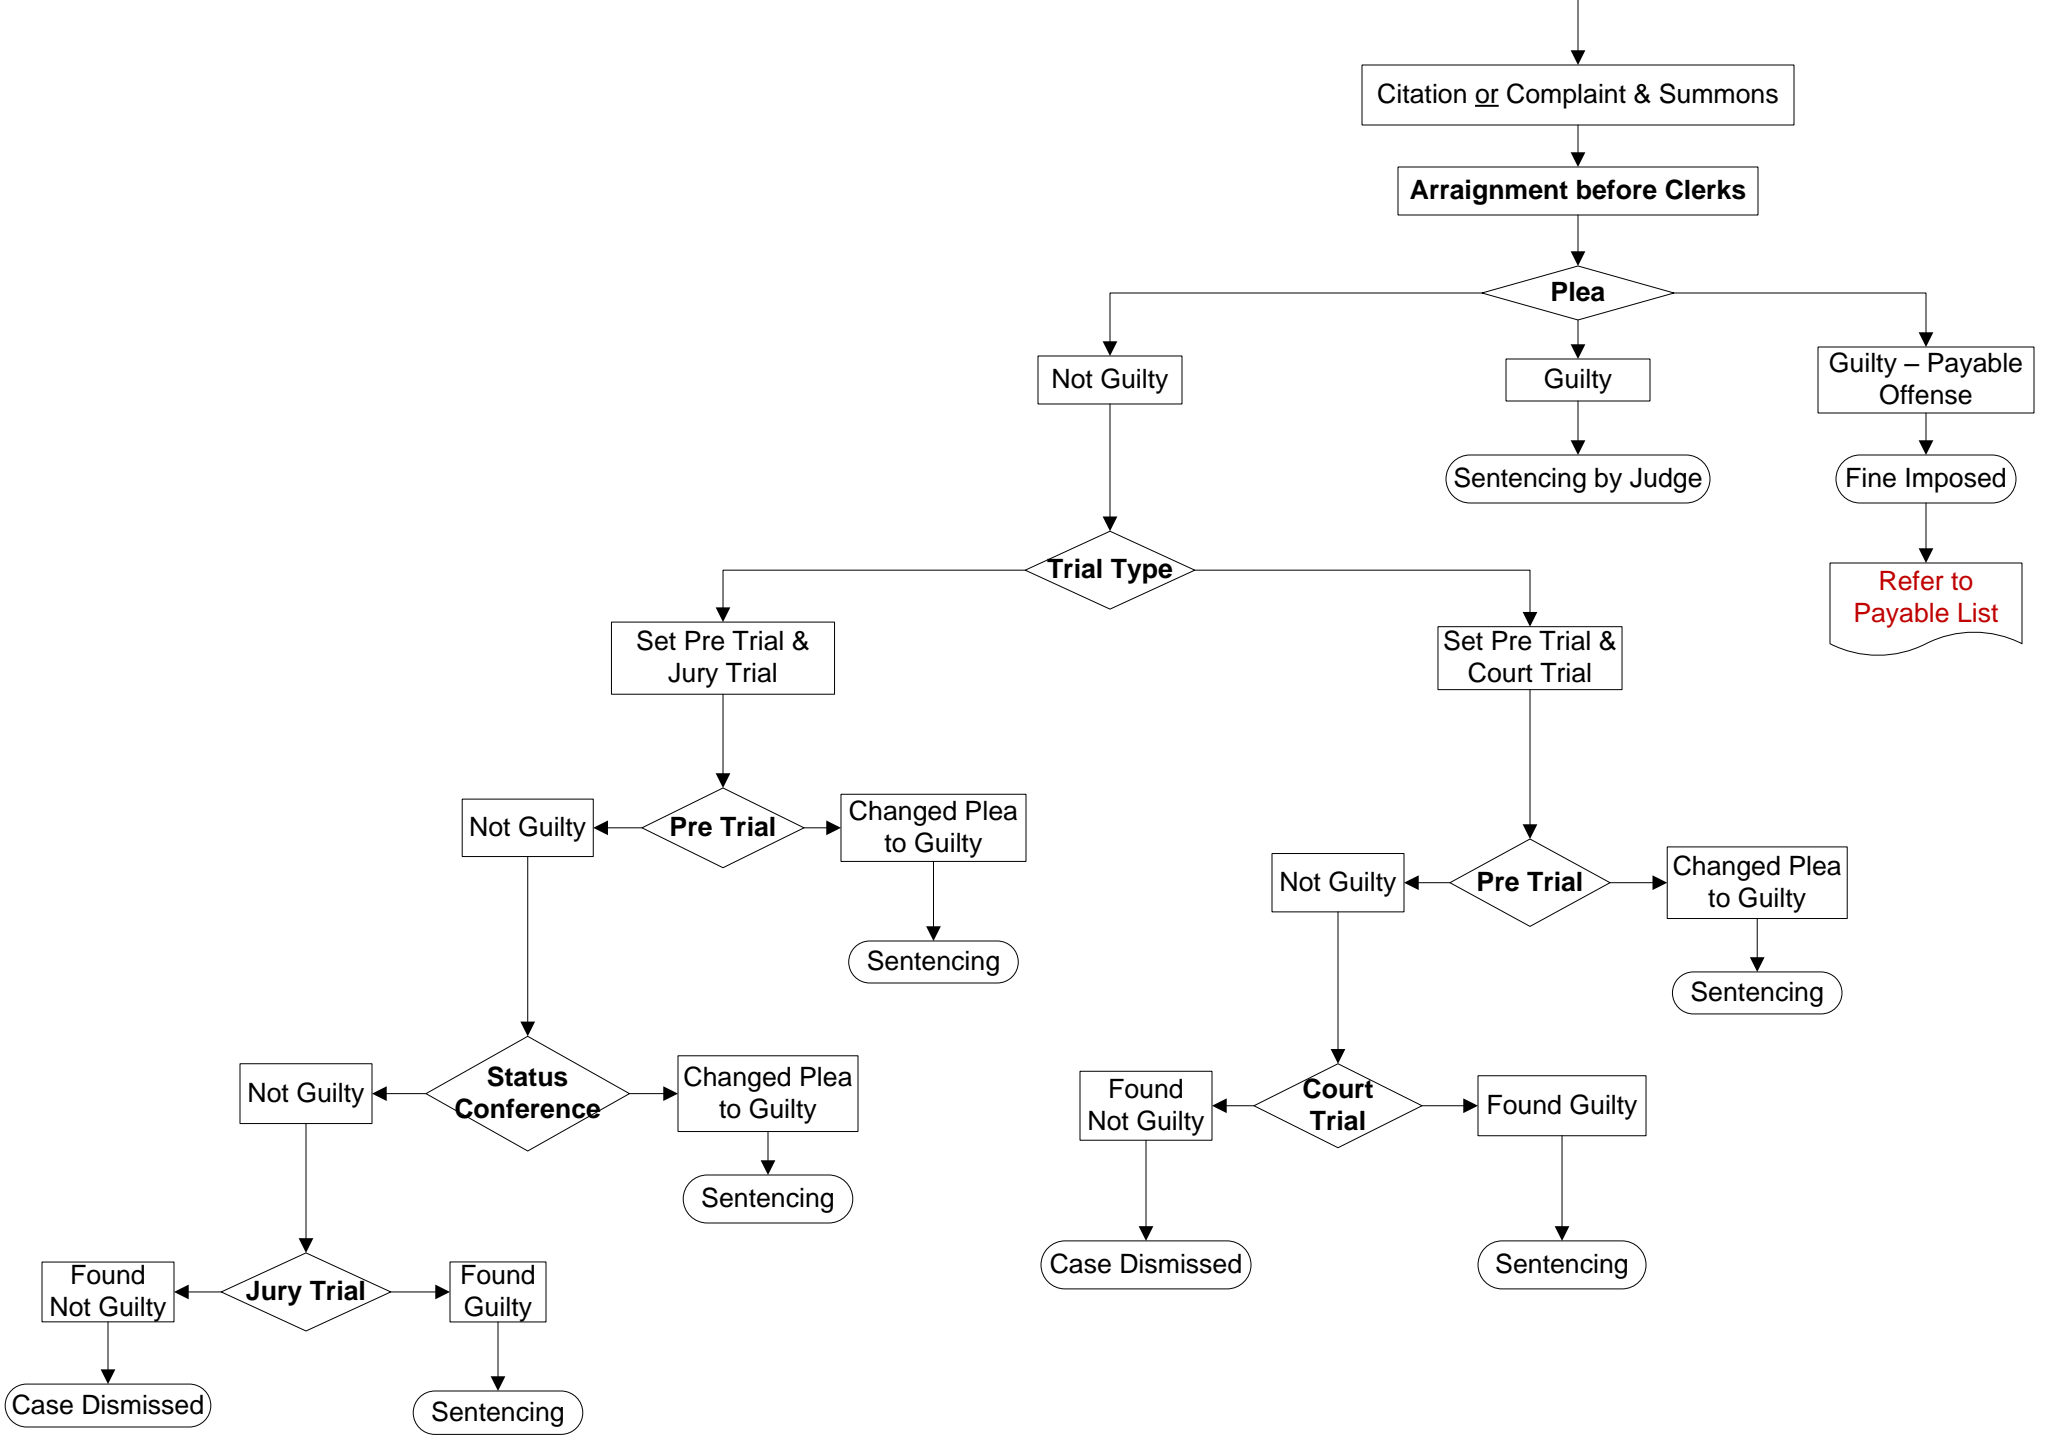 Citation or Complaint & Summons
Arraignment before Clerks
Plea
Not Guilty
Guilty
Guilty – Payable
Offense
Sentencing by Judge
Fine Imposed
Trial Type
Refer to
Payable List
Set Pre Trial &
Jury Trial
Set Pre Trial &
Court Trial
Not Guilty
Pre Trial
Changed Plea
to Guilty
Not Guilty
Pre Trial
Changed Plea
to Guilty
Sentencing
Sentencing
Not Guilty
Status
Conference
Changed Plea
to Guilty
Found
Not Guilty
Court
Trial
Found Guilty
Sentencing
Case Dismissed
Sentencing
Found
Not Guilty
Jury Trial
Found
Guilty
Case Dismissed
Sentencing